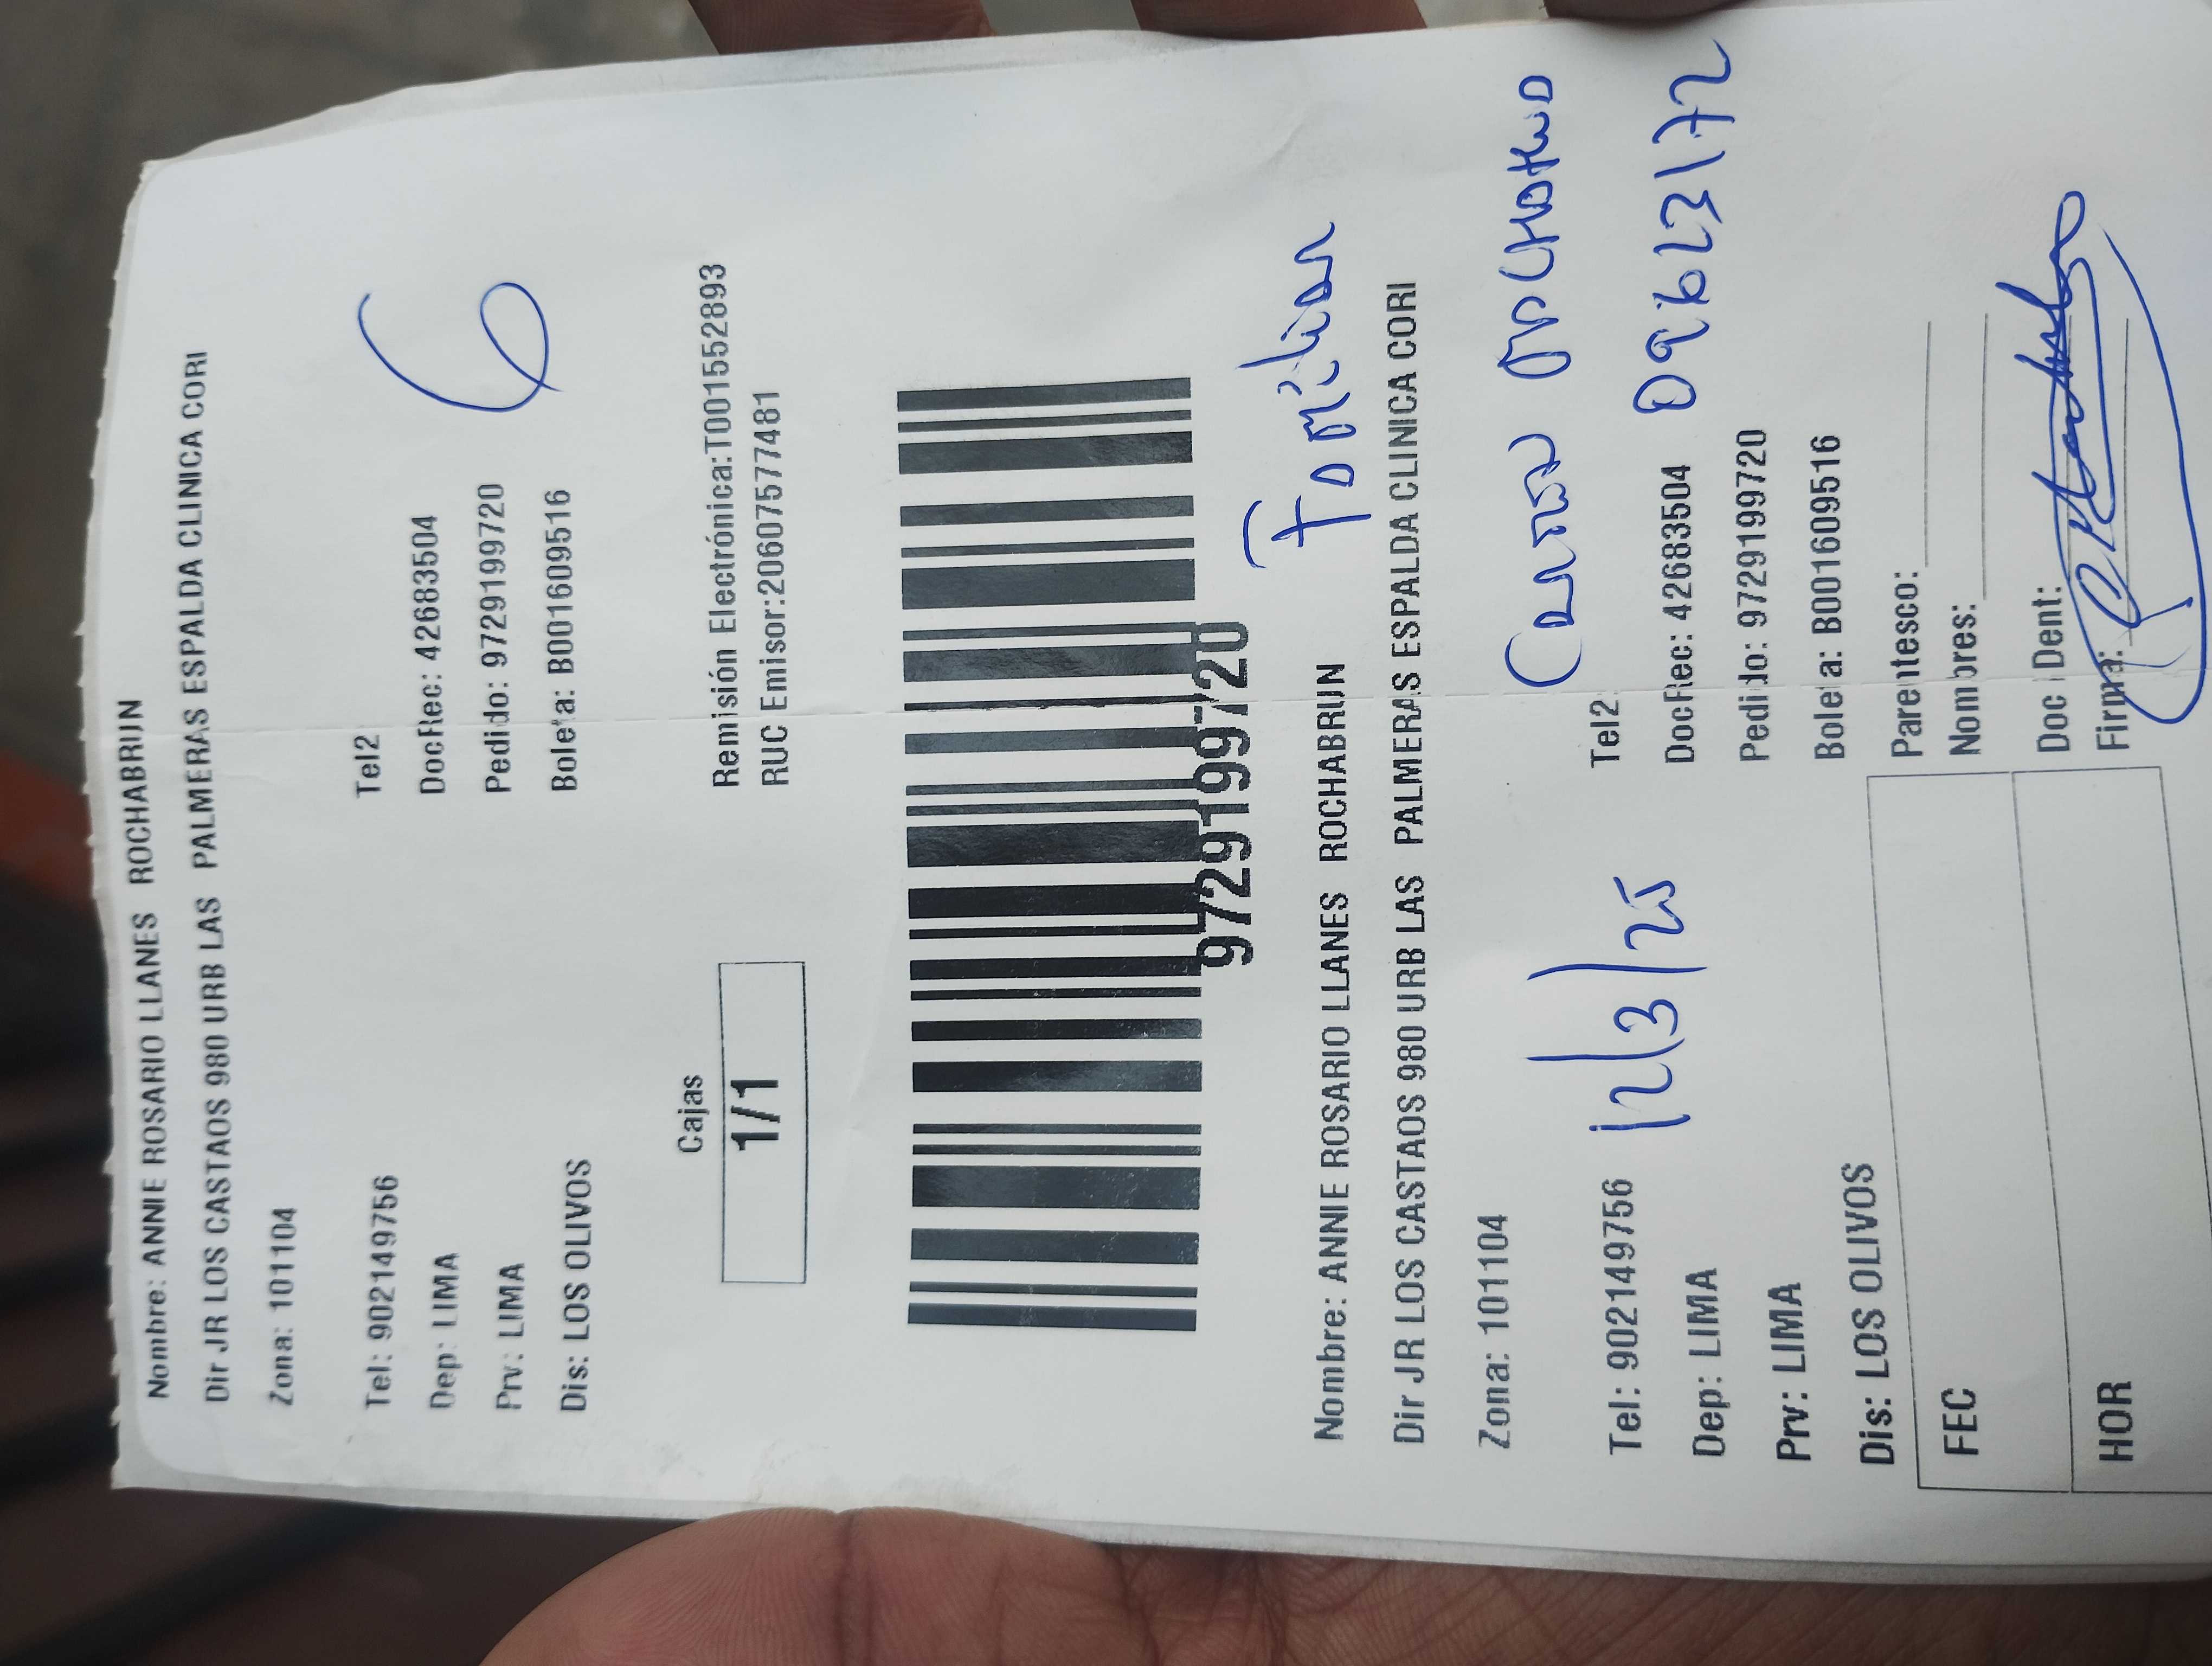 Nombre: ANNIE ROSARIO LLANES ROCHABRUN
Dir JR LOS CASTAOS 980 URB LAS PALMERAS ESPALDA CLINICA CORI
Zona: 101104
Tel: 902149756 Tel2
Dep: LIMA DocRec: 42683504
Prv: LIMA Pedido: 9729199720
Dis: LOS OLIVOS Boleta: B001609516
6
Cajas
1/1
Remisión Electrónica:T001552893
RUC Emisor:20607577481
9729199720
Familiar
Nombre: ANNIE ROSARIO LLANES ROCHABRUN
Dir JR LOS CASTAOS 980 URB LAS PALMERAS ESPALDA CLINICA CORI
Zona: 101104
Tel: 902149756 Tel2
12/3/25
Dep: LIMA DocRec: 42683504
09623172
Prv: LIMA Pedido: 9729199720
Dis: LOS OLIVOS Boleta: B001609516
FEC
HOR
Parentesco:
Nombres:
Doc Dent:
Firma: